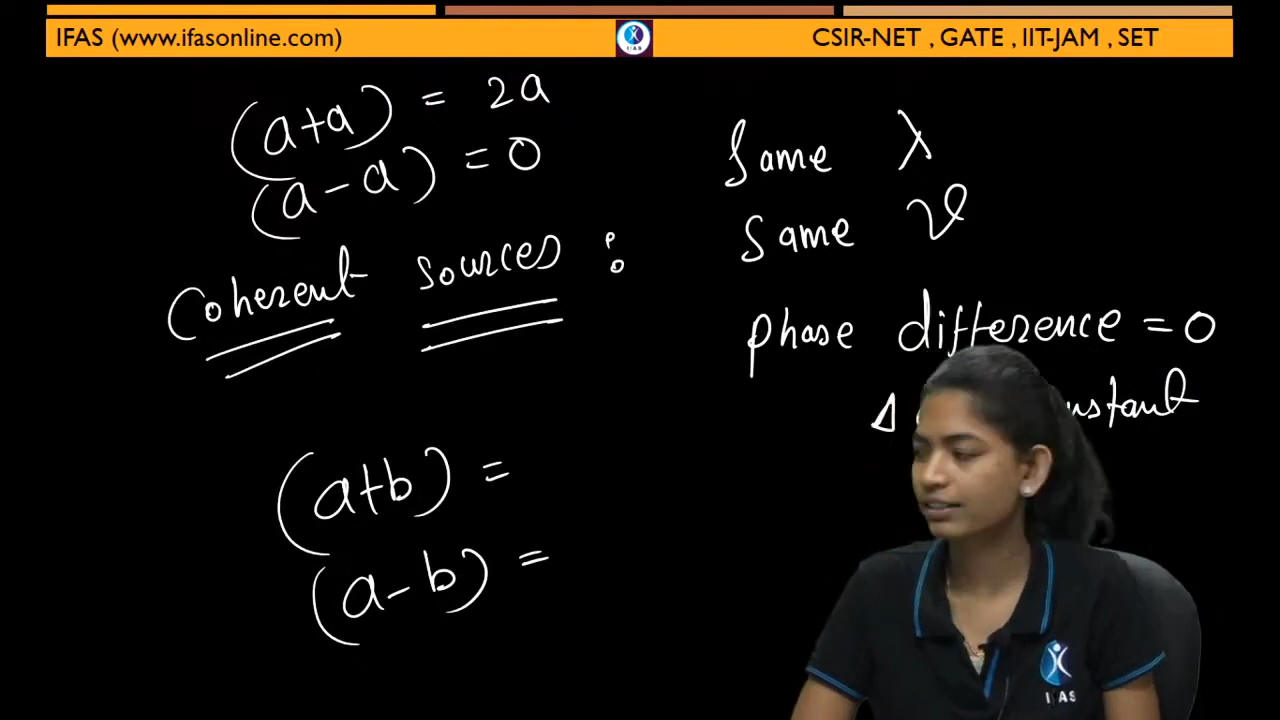 IFAS (www.ifasonline.com)
IFAS
CSIR-NET , GATE , IIT-JAM , SET
(a+a) = 2a
(a-a) = 0
Coherent sources :
same λ
same ν
phase difference = 0
(a+b) =
(a-b) =
IFAS